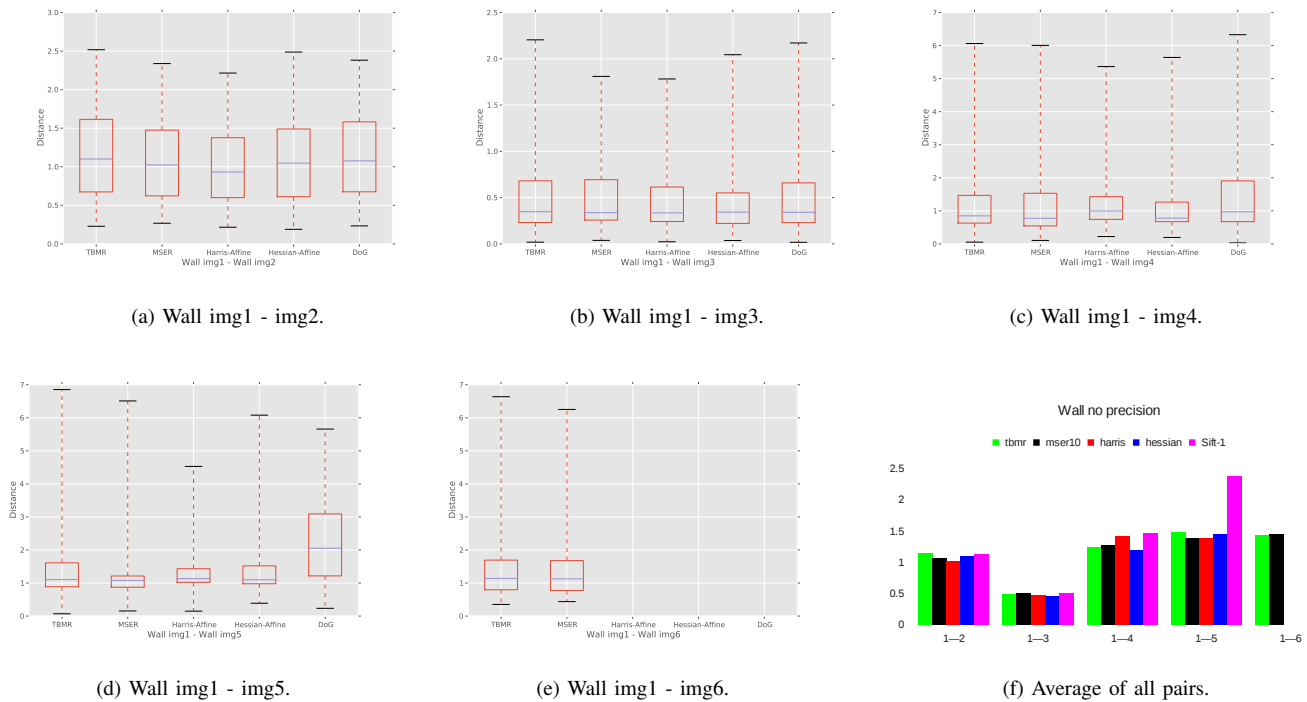 3.0
2.5
2.0
1.5
1.0
0.5
0.0
Distance
TBMR MSER Harris-Affine Hessian-Affine DoG
Wall img1 - Wall img2
(a) Wall img1 - img2.
2.5
2.0
1.5
1.0
0.5
0.0
Distance
TBMR MSER Harris-Affine Hessian-Affine DoG
Wall img1 - Wall img3
(b) Wall img1 - img3.
7
6
5
4
3
2
1
0
Distance
TBMR MSER Harris-Affine Hessian-Affine DoG
Wall img1 - Wall img4
(c) Wall img1 - img4.
7
6
5
4
3
2
1
0
Distance
TBMR MSER Harris-Affine Hessian-Affine DoG
Wall img1 - Wall img5
(d) Wall img1 - img5.
7
6
5
4
3
2
1
0
Distance
TBMR MSER Harris-Affine Hessian-Affine DoG
Wall img1 - Wall img6
(e) Wall img1 - img6.
Wall no precision
tbmr mser10 harris hessian Sift-1
2.5
2
1.5
1
0.5
0
1—2 1—3 1—4 1—5 1—6
(f) Average of all pairs.